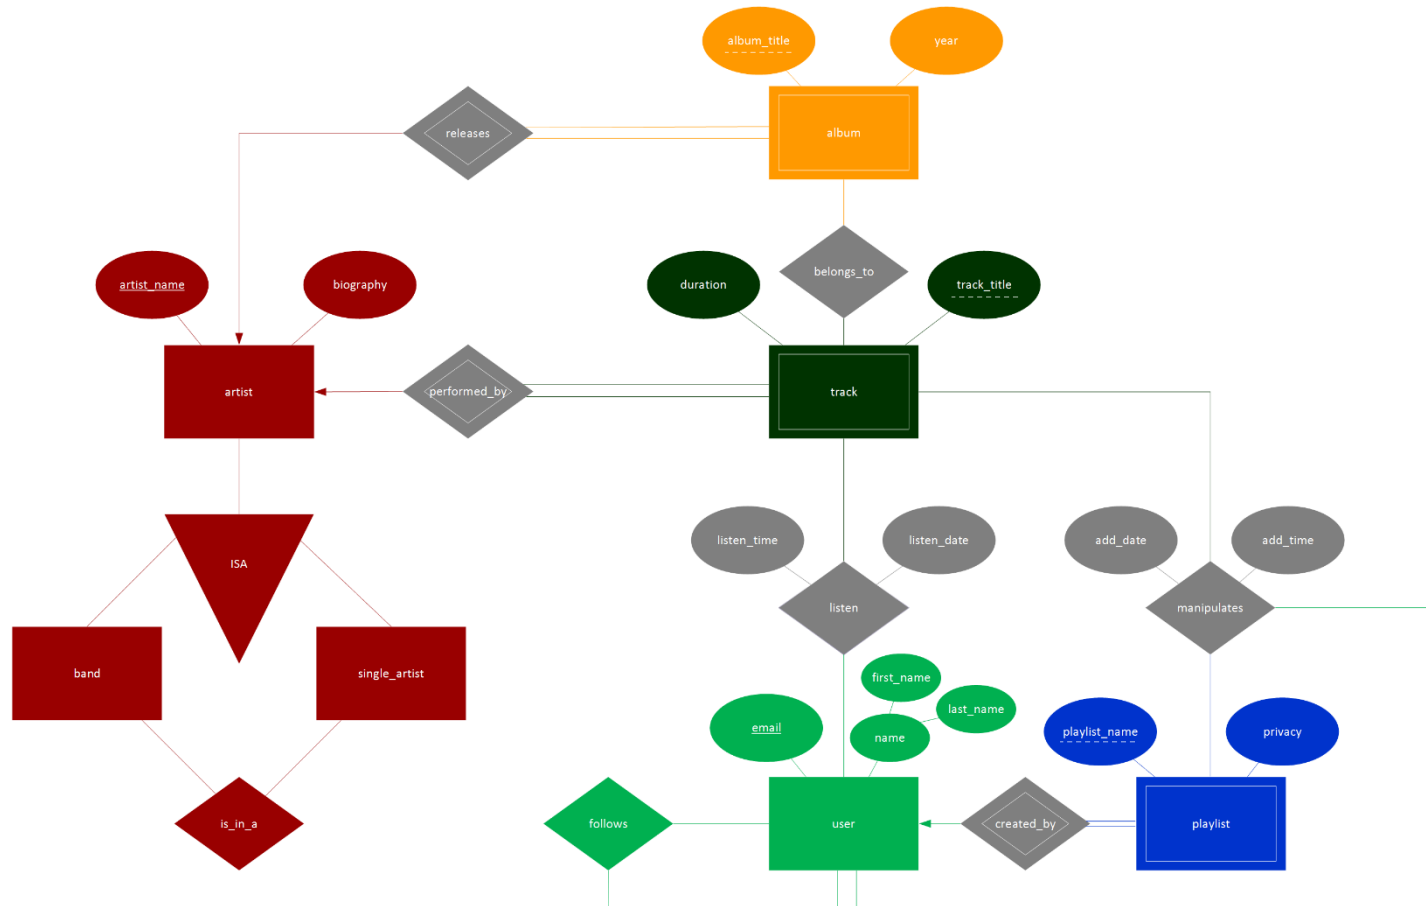 album_title
year
releases
album
belongs_to
artist_name
biography
duration
track_title
artist
performed_by
track
ISA
listen_time
listen_date
add_date
add_time
listen
manipulates
band
single_artist
first_name
last_name
email
name
playlist_name
privacy
is_in_a
follows
user
created_by
playlist